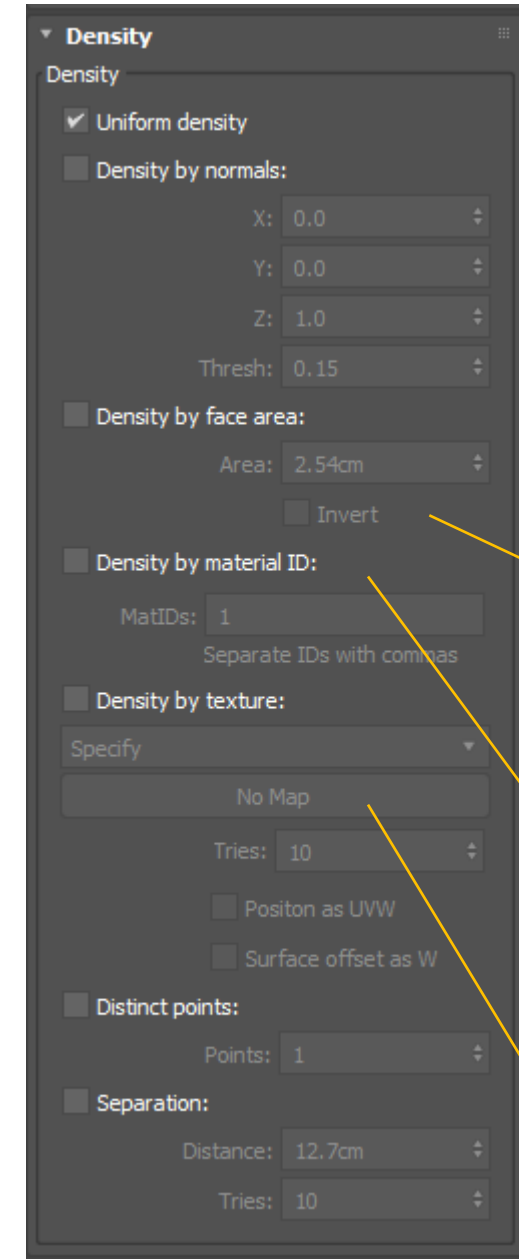 Density
Density
Uniform density
Density by normals:
X: 0.0
Y: 0.0
Z: 1.0
Thresh: 0.15
Density by face area:
Area: 2.54cm
Invert
Density by material ID:
MatIDs: 1
Separate IDs with commas
Density by texture:
Specify
No Map
Tries: 10
Positon as UVW
Surface offset as W
Distinct points:
Points: 1
Separation:
Distance: 12.7cm
Tries: 10